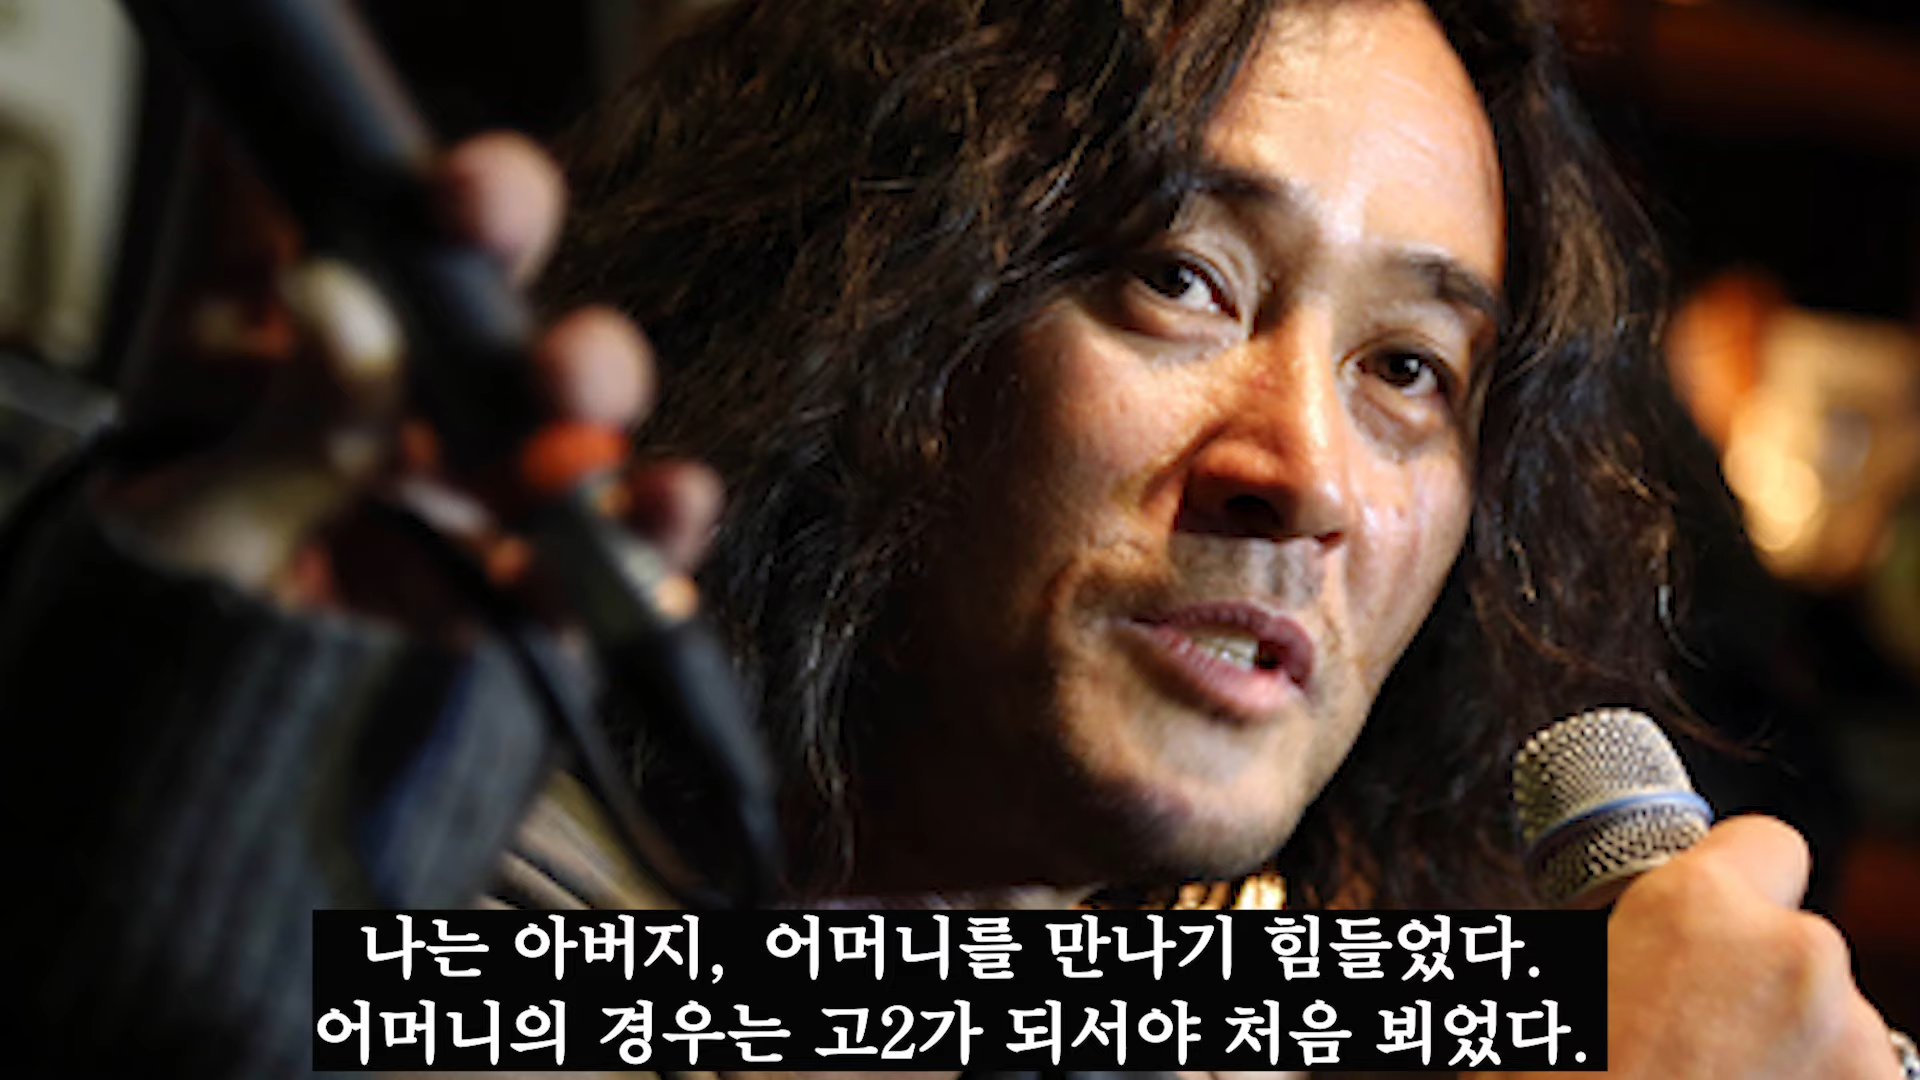 나는 아버지, 어머니를 만나기 힘들었다.
어머니의 경우는 고2가 되서야 처음 뵈었다.